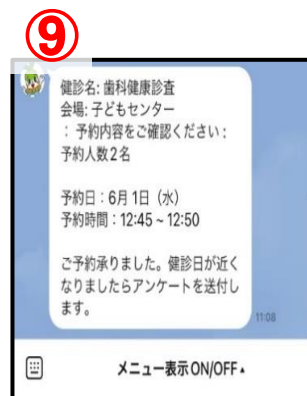 ⑨
健診名: 歯科健康診査
会場: 子どもセンター
： 予約内容をご確認ください :
予約人数2名
予約日：6月1日（水）
予約時間：12:45 ~ 12:50
ご予約承りました。健診日が近く
なりましたらアンケートを送付し
ます。
11:08
メニュー表示ON/OFF▲